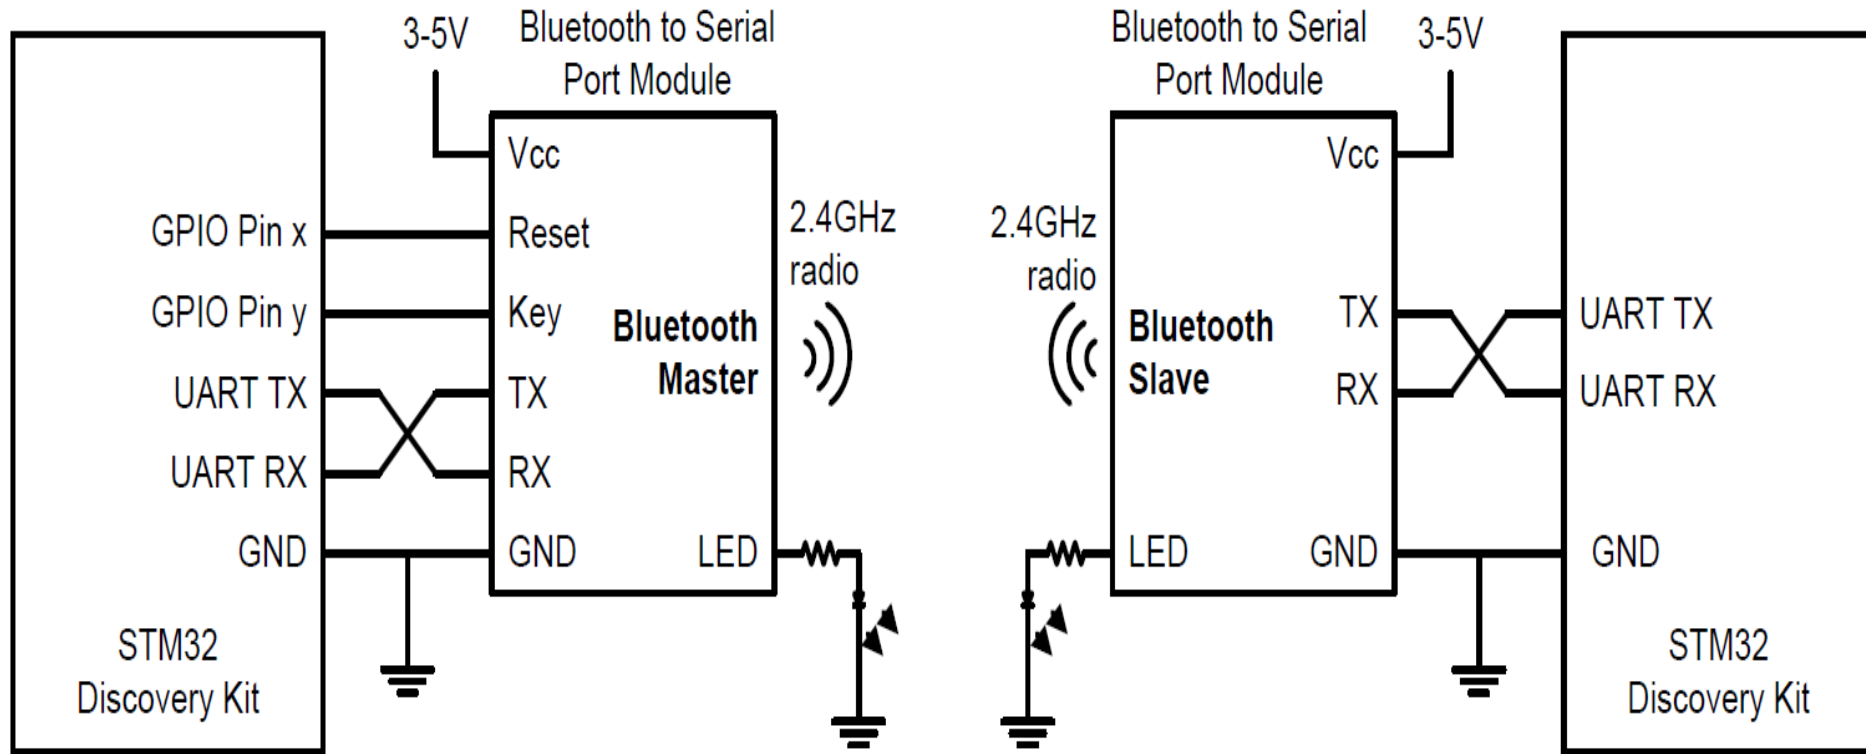 3-5V
Bluetooth to Serial
Port Module
Bluetooth to Serial
Port Module
3-5V
GPIO Pin x
GPIO Pin y
UART TX
UART RX
GND
STM32
Discovery Kit
Vcc
Reset
Key
TX
RX
GND
Bluetooth
Master
LED
2.4GHz
radio
2.4GHz
radio
Bluetooth
Slave
LED
Vcc
TX
RX
GND
UART TX
UART RX
GND
STM32
Discovery Kit